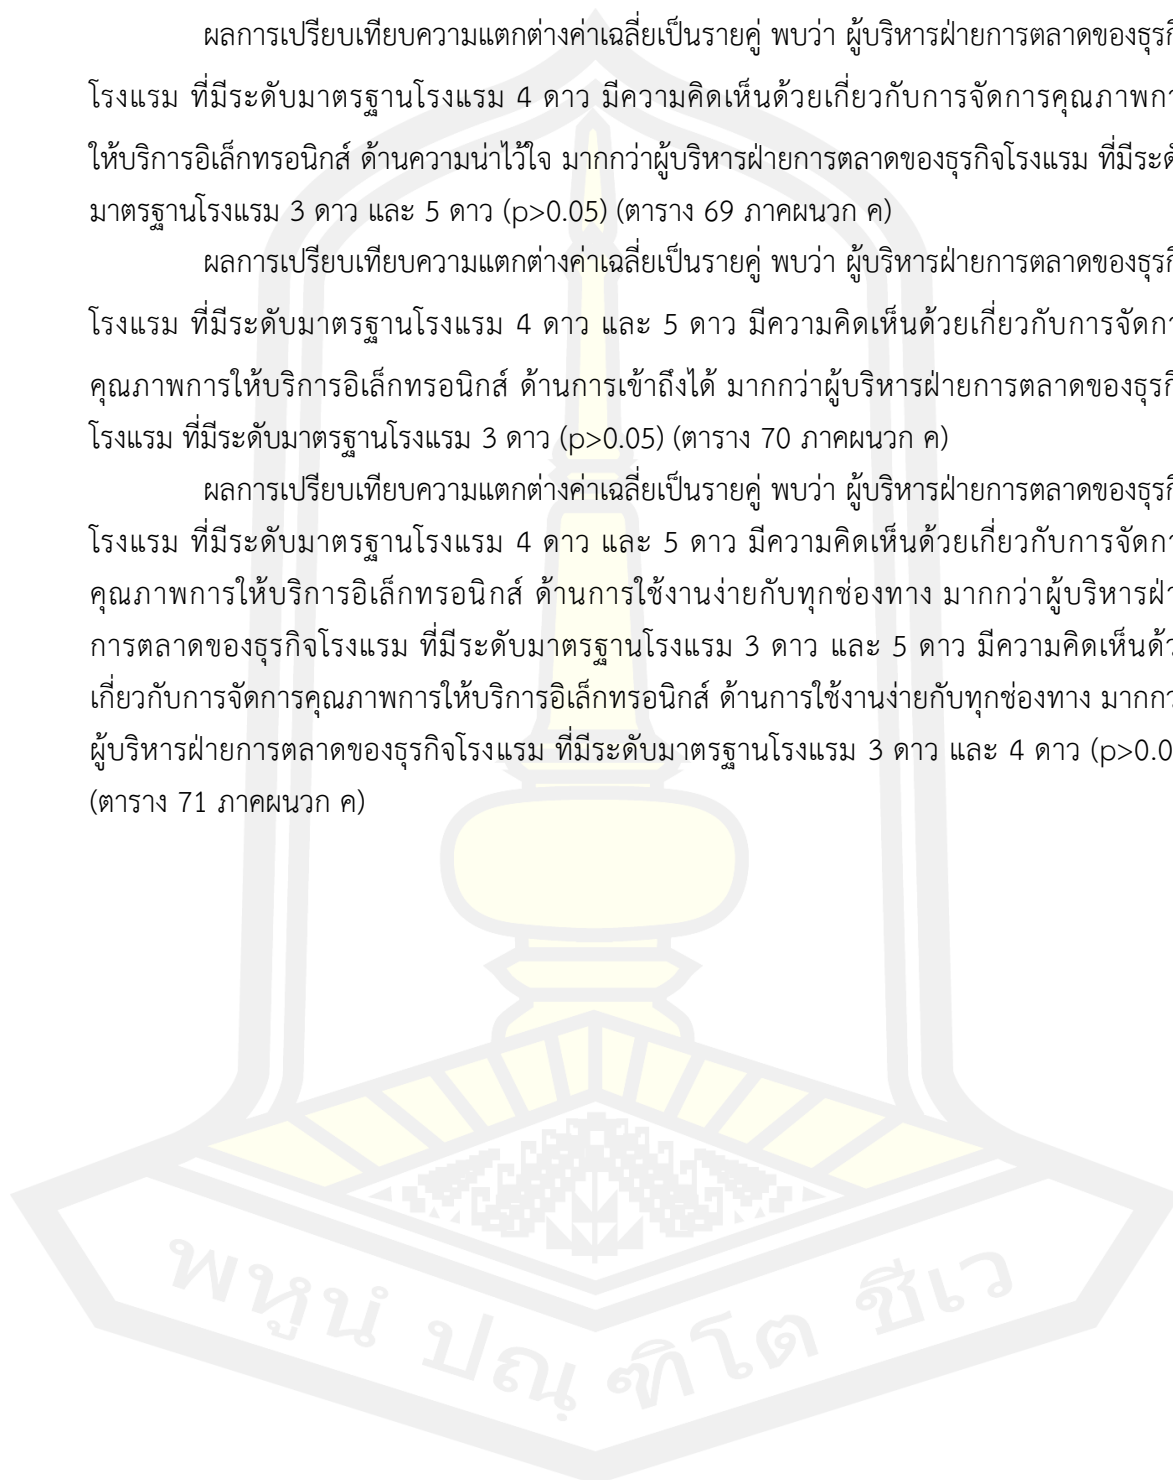 ผลการเปรียบเทียบความแตกต่างค่าเฉลี่ยเป็นรายคู่ พบว่า ผู้บริหารฝ่ายการตลาดของธุรกิ
โรงแรม ที่มีระดับมาตรฐานโรงแรม 4 ดาว มีความคิดเห็นด้วยเกี่ยวกับการจัดการคุณภาพกา
ให้บริการอิเล็กทรอนิกส์ ด้านความน่าไว้ใจ มากกว่าผู้บริหารฝ่ายการตลาดของธุรกิจโรงแรม ที่มีระดั
มาตรฐานโรงแรม 3 ดาว และ 5 ดาว (p>0.05) (ตาราง 69 ภาคผนวก ค)
ผลการเปรียบเทียบความแตกต่างค่าเฉลี่ยเป็นรายคู่ พบว่า ผู้บริหารฝ่ายการตลาดของธุรกิ
โรงแรม ที่มีระดับมาตรฐานโรงแรม 4 ดาว และ 5 ดาว มีความคิดเห็นด้วยเกี่ยวกับการจัดกา
คุณภาพการให้บริการอิเล็กทรอนิกส์ ด้านการเข้าถึงได้ มากกว่าผู้บริหารฝ่ายการตลาดของธุรกิ
โรงแรม ที่มีระดับมาตรฐานโรงแรม 3 ดาว (p>0.05) (ตาราง 70 ภาคผนวก ค)
ผลการเปรียบเทียบความแตกต่างค่าเฉลี่ยเป็นรายคู่ พบว่า ผู้บริหารฝ่ายการตลาดของธุรกิ
โรงแรม ที่มีระดับมาตรฐานโรงแรม 4 ดาว และ 5 ดาว มีความคิดเห็นด้วยเกี่ยวกับการจัดกา
คุณภาพการให้บริการอิเล็กทรอนิกส์ ด้านการใช้งานง่ายกับทุกช่องทาง มากกว่าผู้บริหารฝ่า
การตลาดของธุรกิจโรงแรม ที่มีระดับมาตรฐานโรงแรม 3 ดาว และ 5 ดาว มีความคิดเห็นด้ว
เกี่ยวกับการจัดการคุณภาพการให้บริการอิเล็กทรอนิกส์ ด้านการใช้งานง่ายกับทุกช่องทาง มากกว
ผู้บริหารฝ่ายการตลาดของธุรกิจโรงแรม ที่มีระดับมาตรฐานโรงแรม 3 ดาว และ 4 ดาว (p>0.0
(ตาราง 71 ภาคผนวก ค)
พหูนํ ปณฺฑิโต ชีเว